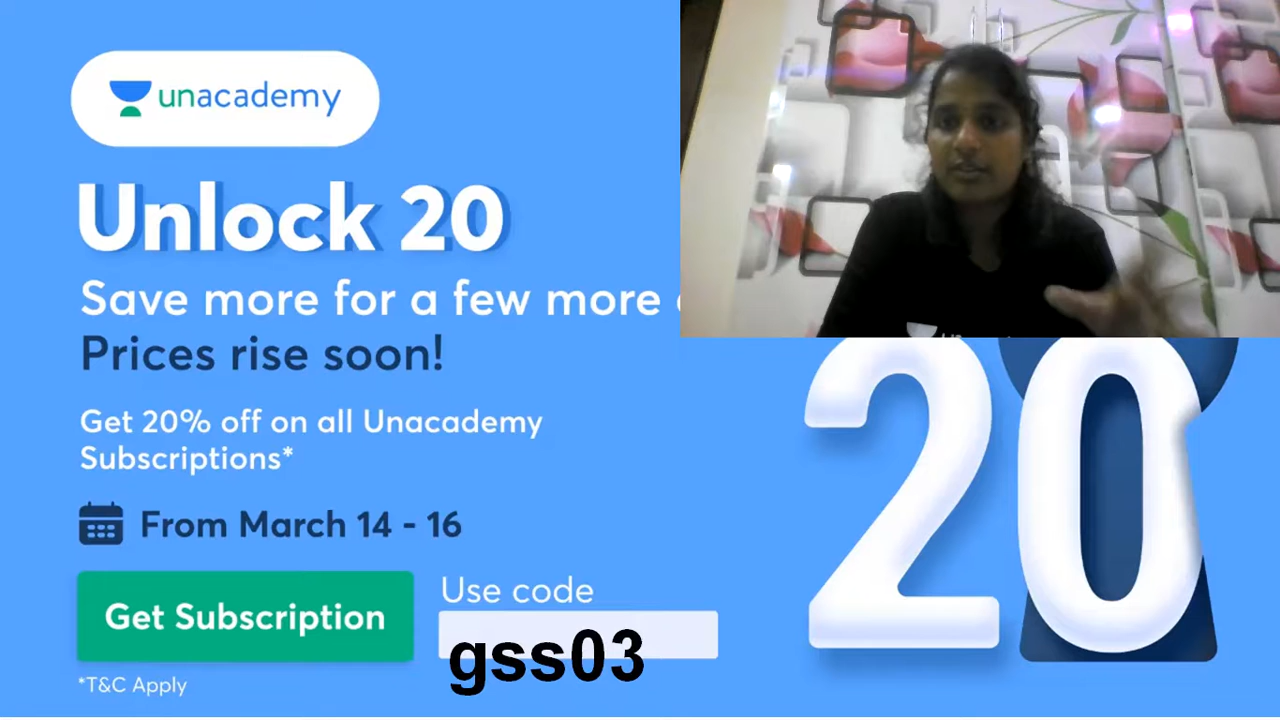 unacademy
Unlock 20
Save more for a few more
Prices rise soon!
Get 20% off on all Unacademy
Subscriptions*
From March 14 - 16
Get Subscription
Use code
gss03
*T&C Apply
20